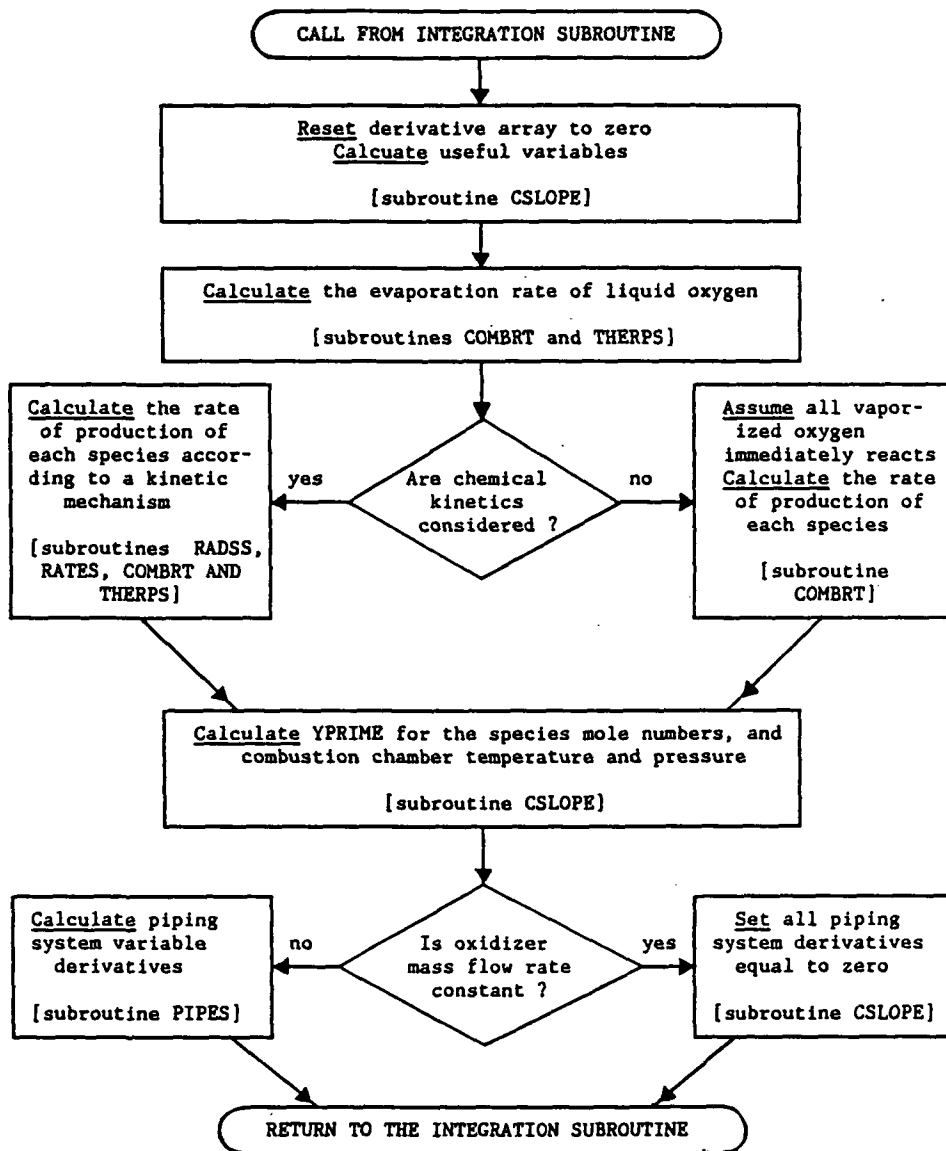 CALL FROM INTEGRATION SUBROUTINE
Reset derivative array to zero
Calcuate useful variables
[subroutine CSLOPE]
Calculate the evaporation rate of liquid oxygen
[subroutines COMBRT and THERPS]
Calculate the rate
of production of
each species accor-
ding to a kinetic
mechanism
[subroutines RADSS,
RATES, COMBRT AND
THERPS]
yes
Are chemical
kinetics
considered ?
no
Assume all vapor-
ized oxygen
immediately reacts
Calculate the rate
of production of
each species
[subroutine
COMBRT]
Calculate YPRIME for the species mole numbers, and
combustion chamber temperature and pressure
[subroutine CSLOPE]
Calculate piping
system variable
derivatives
[subroutine PIPES]
no
Is oxidizer
mass flow rate
constant ?
yes
Set all piping
system derivatives
equal to zero
[subroutine CSLOPE]
RETURN TO THE INTEGRATION SUBROUTINE